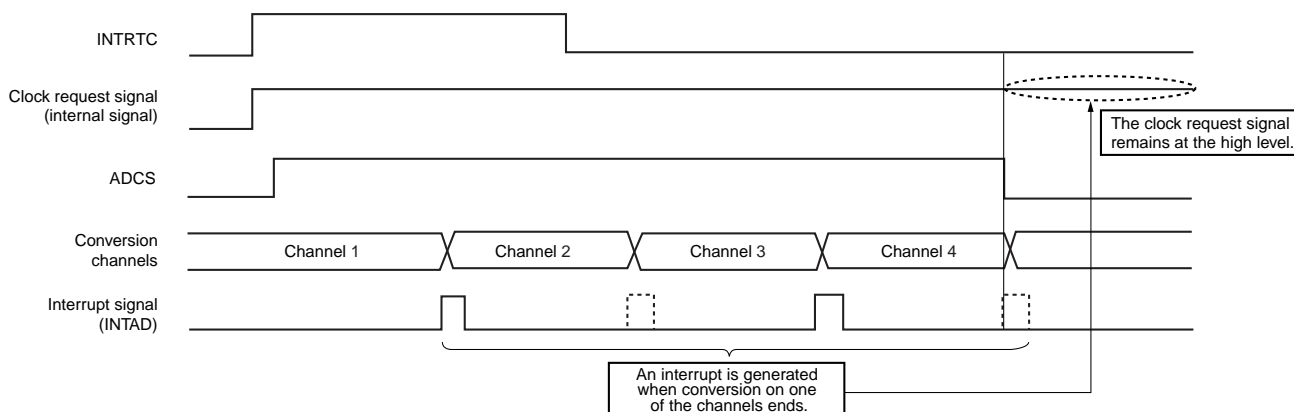 INTRTC
Clock request signal
(internal signal)
The clock request signal
remains at the high level.
ADCS
Conversion
channels
Channel 1
Channel 2
Channel 3
Channel 4
Interrupt signal
(INTAD)
An interrupt is generated
when conversion on one
of the channels ends.